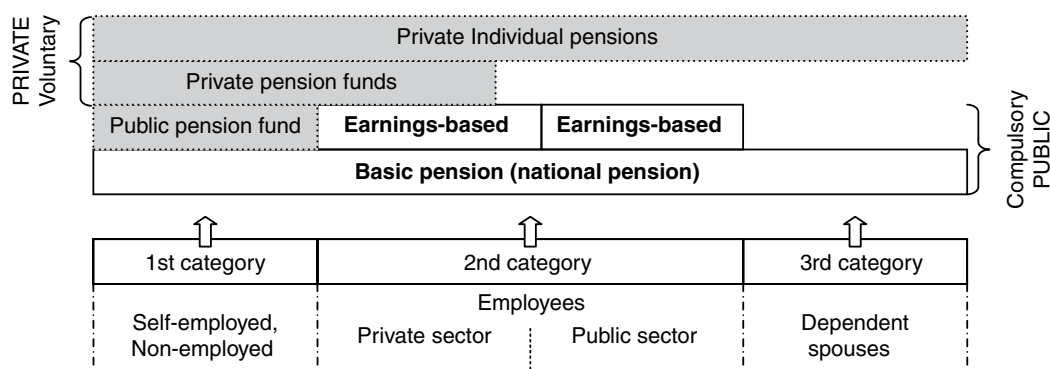 PRIVATE
Voluntary
Private Individual pensions
Private pension funds
Public pension fund
Earnings-based
Earnings-based
Basic pension (national pension)
Compulsory
PUBLIC
1st category
2nd category
3rd category
Employees
Self-employed,
Non-employed
Private sector
Public sector
Dependent
spouses